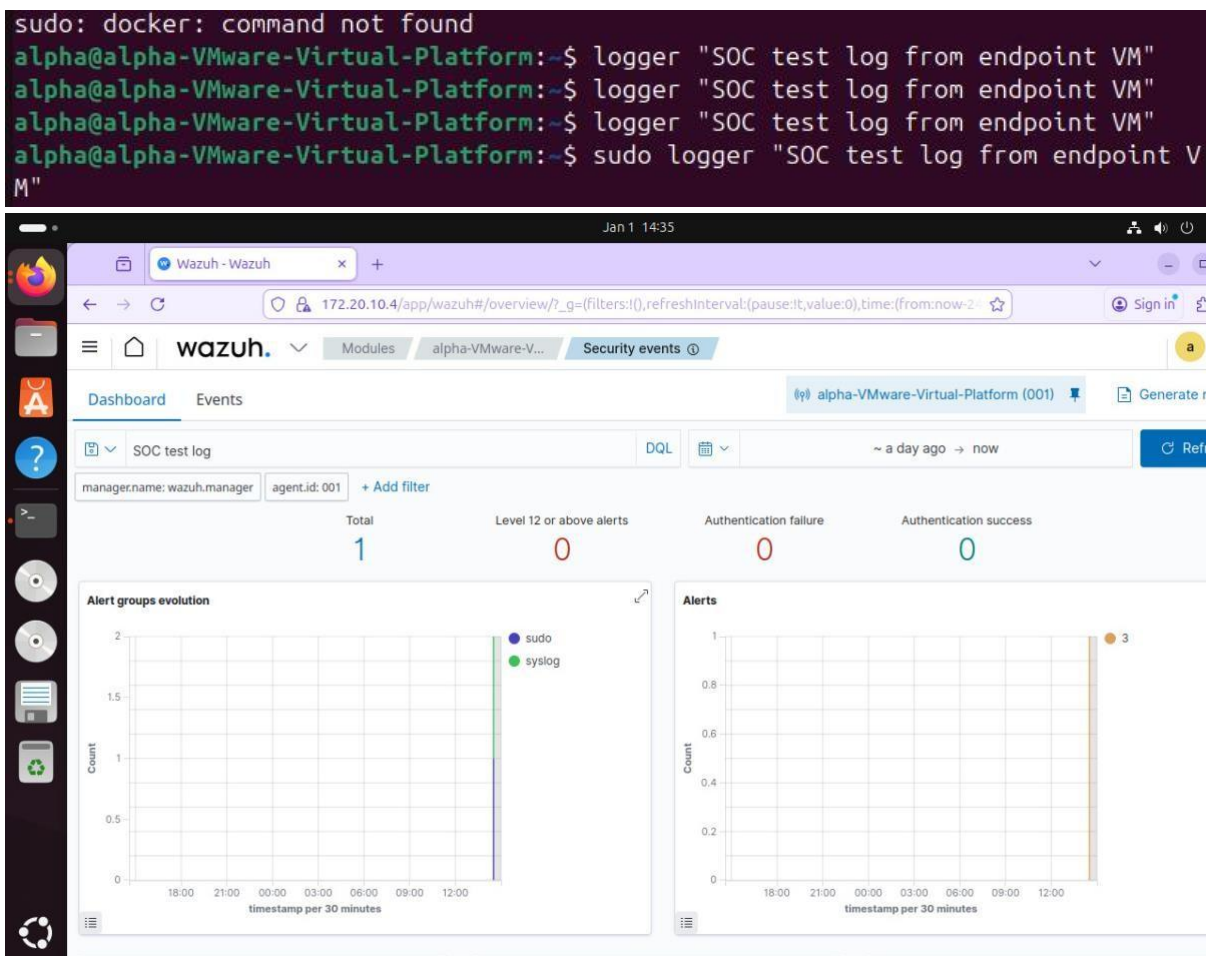 sudo: docker: command not found
alpha@alpha-VMware-Virtual-Platform:~$ logger "SOC test log from endpoint VM"
alpha@alpha-VMware-Virtual-Platform:~$ logger "SOC test log from endpoint VM"
alpha@alpha-VMware-Virtual-Platform:~$ logger "SOC test log from endpoint VM"
alpha@alpha-VMware-Virtual-Platform:~$ sudo logger "SOC test log from endpoint V
M"
Jan 1 14:35
Wazuh - Wazuh
172.20.10.4/app/wazuh#/overview/?_g=(filters:!(),refreshInterval:(pause:!t,value:0),time:(from:now-2
Sign in
wazuh. Modules alpha-VMware-V... Security events a
Dashboard Events alpha-VMware-Virtual-Platform (001) Generate r
SOC test log DQL ~ a day ago → now Refr
manager.name: wazuh.manager agent.id: 001 + Add filter
Total Level 12 or above alerts Authentication failure Authentication success
1 0 0 0
Alert groups evolution
2
1.5
1
0.5
0
Count
18:00 21:00 00:00 03:00 06:00 09:00 12:00
timestamp per 30 minutes
sudo
syslog
Alerts
1
0.8
0.6
0.4
0.2
0
Count
18:00 21:00 00:00 03:00 06:00 09:00 12:00
timestamp per 30 minutes
3